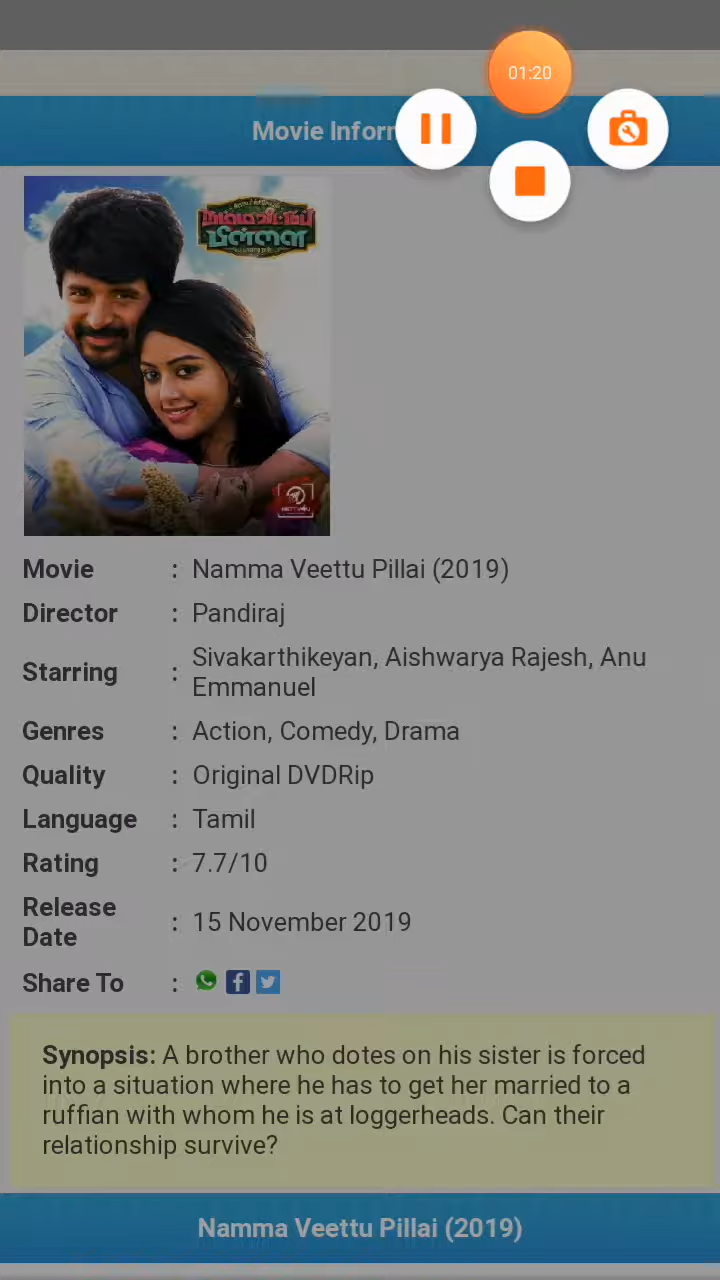 01:20
Movie Infor
நம்ம வீட்டுப்
பிள்ளை
Movie : Namma Veettu Pillai (2019)
Director : Pandiraj
Starring : Sivakarthikeyan, Aishwarya Rajesh, Anu
Emmanuel
Genres : Action, Comedy, Drama
Quality : Original DVDRip
Language : Tamil
Rating : 7.7/10
Release
Date : 15 November 2019
Share To :
Synopsis: A brother who dotes on his sister is forced
into a situation where he has to get her married to a
ruffian with whom he is at loggerheads. Can their
relationship survive?
Namma Veettu Pillai (2019)